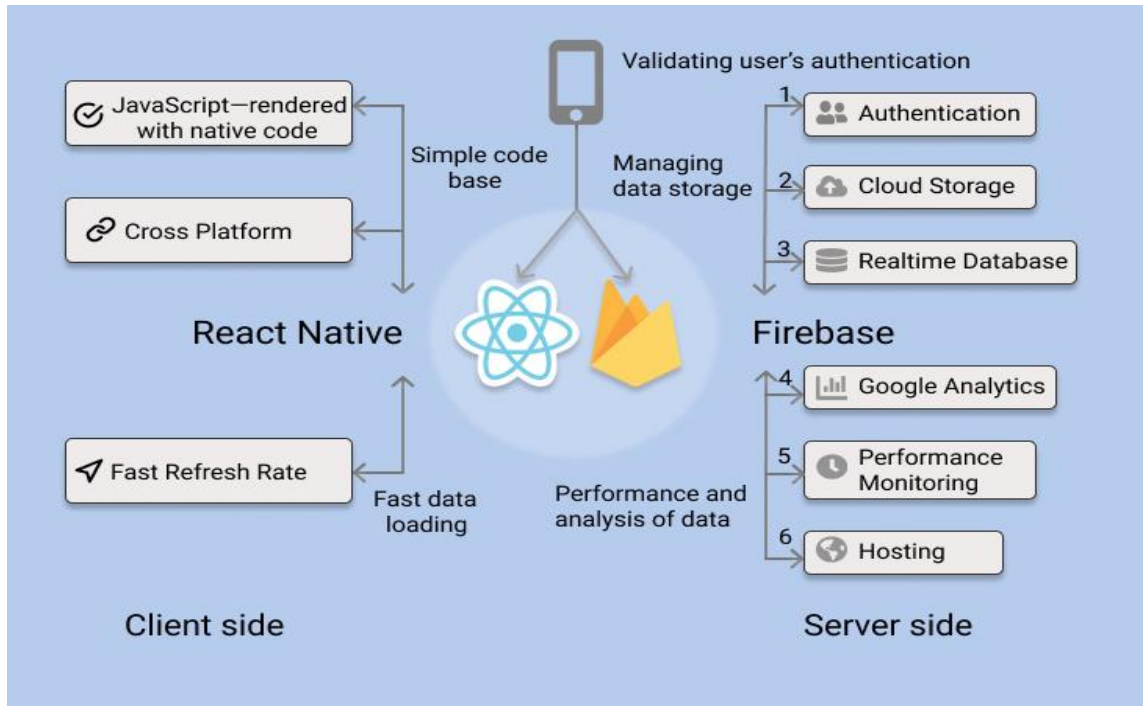 Validating user's authentication
JavaScript—rendered
with native code
Simple code
base
Cross Platform
React Native
Fast Refresh Rate
Fast data
loading
Client side
Managing
data storage
1
Authentication
2
Cloud Storage
3
Realtime Database
Firebase
4
Google Analytics
5
Performance
Monitoring
6
Hosting
Performance and
analysis of data
Server side